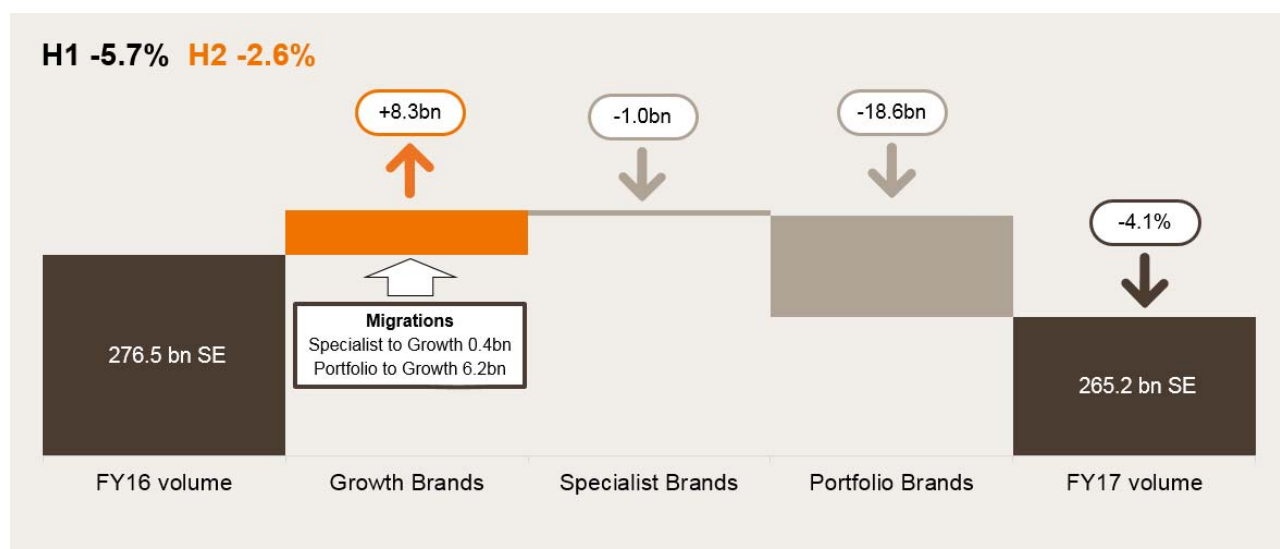 H1 -5.7% H2 -2.6%
+8.3bn
-1.0bn
-18.6bn
-4.1%
Migrations
Specialist to Growth 0.4bn
Portfolio to Growth 6.2bn
276.5 bn SE
265.2 bn SE
FY16 volume
Growth Brands
Specialist Brands
Portfolio Brands
FY17 volume